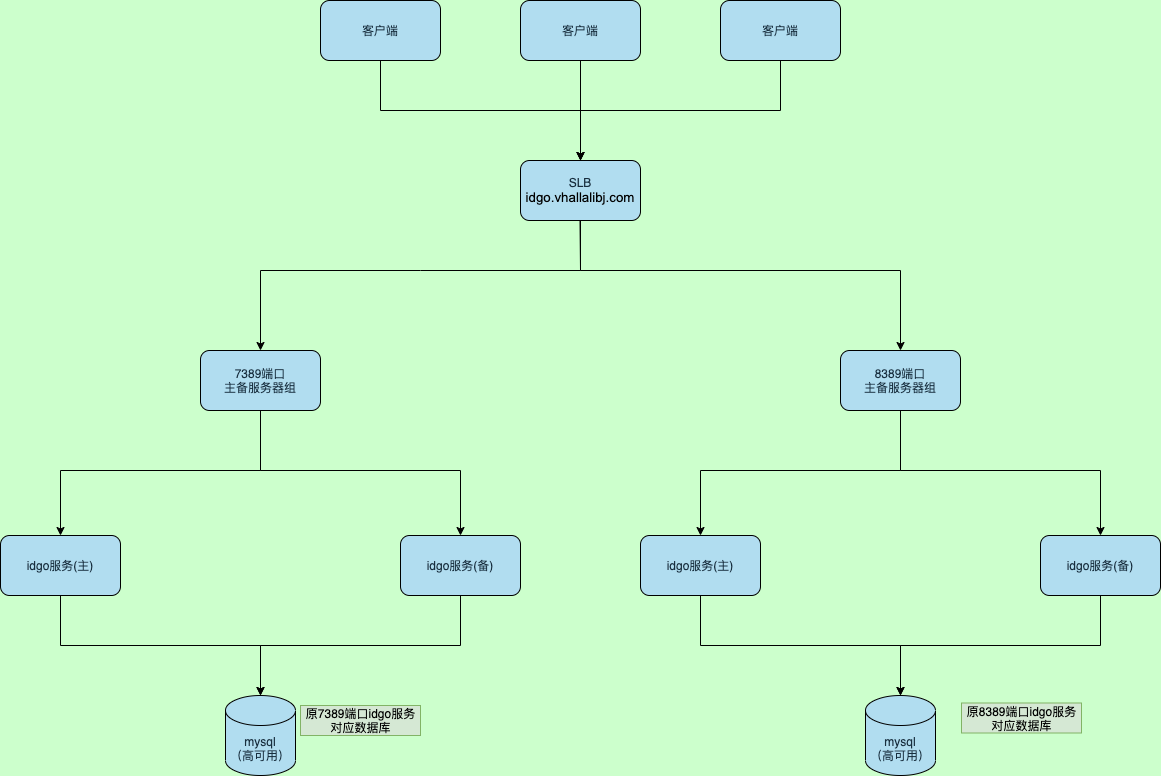 客户端
客户端
客户端
SLB
idgo.vhallalibj.com
7389端口
主备服务器组
8389端口
主备服务器组
idgo服务(主)
idgo服务(备)
idgo服务(主)
idgo服务(备)
原7389端口idgo服务
对应数据库
原8389端口idgo服务
对应数据库
mysql
（高可用）
mysql
（高可用）